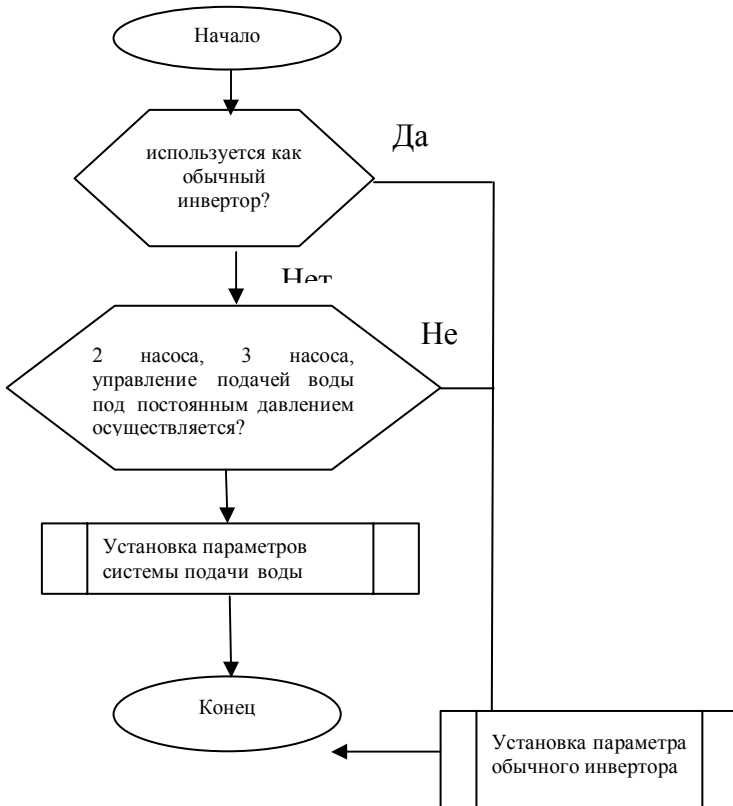 Начало
Да
используется как
обычный
инвертор?
Нет
Не
2 насоса, 3 насоса,
управление подачей воды
под постоянным давлением
осуществляется?
Установка параметров
системы подачи воды
Конец
Установка параметра
обычного инвертора